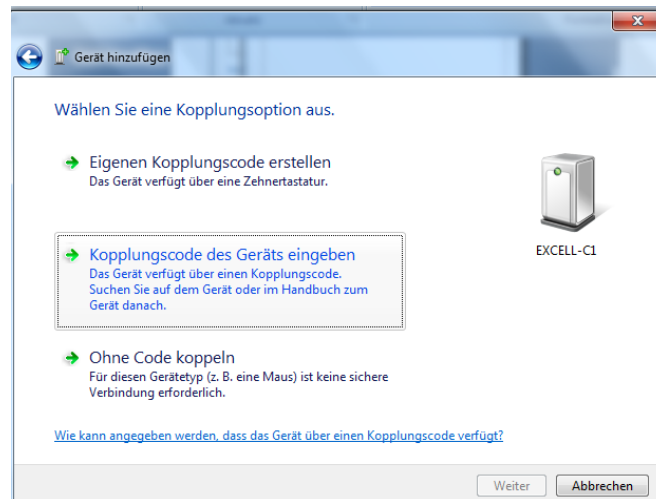 Gerät hinzufügen
Wählen Sie eine Kopplungsoption aus.
Eigenen Kopplungscode erstellen
Das Gerät verfügt über eine Zehnertastatur.
Kopplungscode des Geräts eingeben
Das Gerät verfügt über einen Kopplungscode.
Suchen Sie auf dem Gerät oder im Handbuch zum
Gerät danach.
EXCELL-C1
Ohne Code koppeln
Für diesen Gerätetyp (z. B. eine Maus) ist keine sichere
Verbindung erforderlich.
Wie kann angegeben werden, dass das Gerät über einen Kopplungscode verfügt?
Weiter
Abbrechen